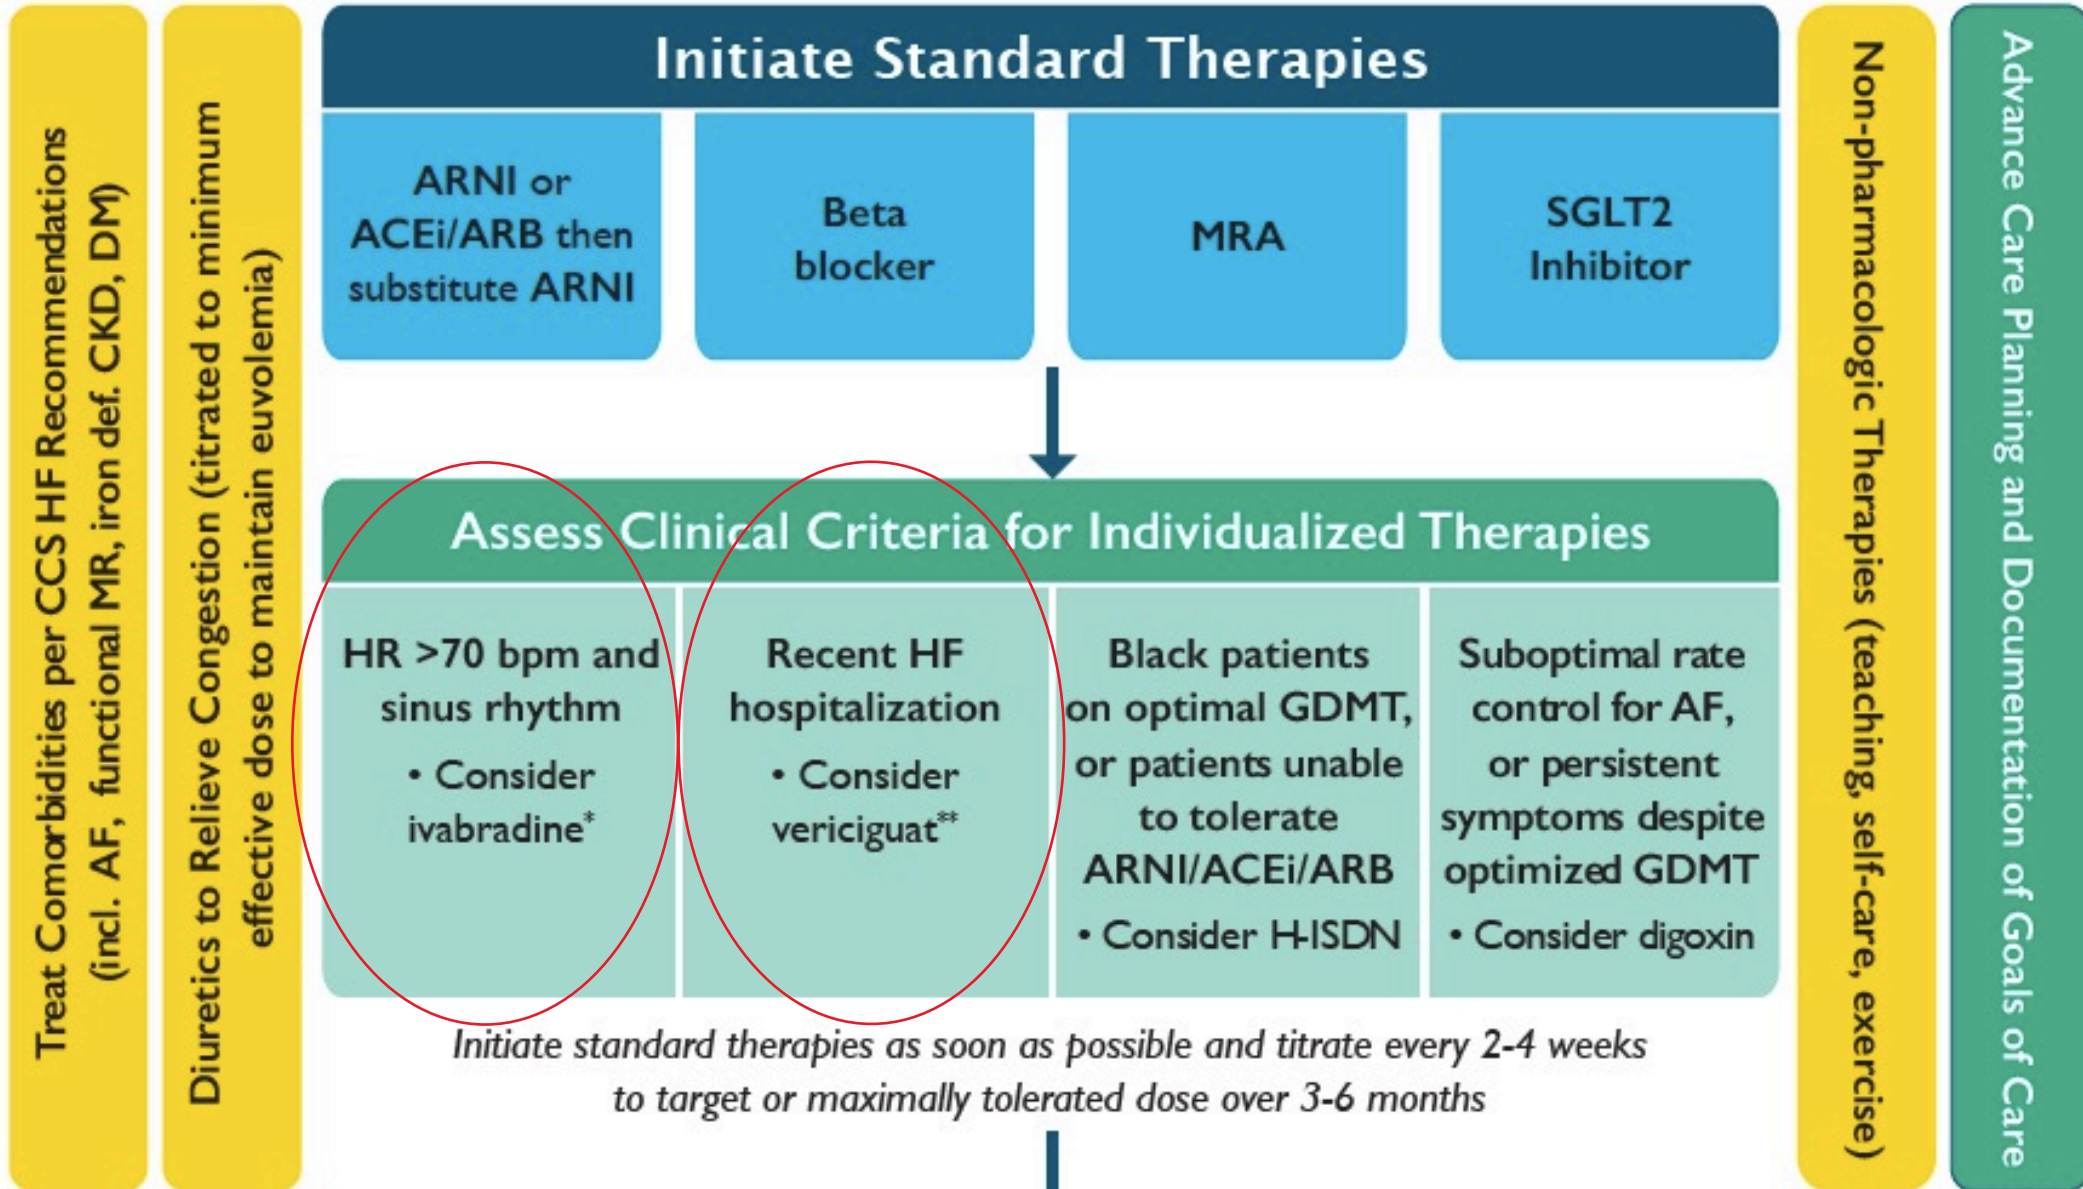 Treat Comorbidities per CCS HF Recommendations
(incl. AF, functional MR, iron def. CKD, DM)
Diuretics to Relieve Congestion (titrated to minimum
effective dose to maintain euvolemia)
Initiate Standard Therapies
ARNI or
ACEi/ARB then
substitute ARNI
Beta
blocker
MRA
SGLT2
Inhibitor
Assess Clinical Criteria for Individualized Therapies
HR >70 bpm and
sinus rhythm
• Consider
ivabradine*
Recent HF
hospitalization
• Consider
vericiguat**
Black patients
on optimal GDMT,
or patients unable
to tolerate
ARNI/ACEi/ARB
• Consider H-ISDN
Suboptimal rate
control for AF,
or persistent
symptoms despite
optimized GDMT
• Consider digoxin
Initiate standard therapies as soon as possible and titrate every 2-4 weeks
to target or maximally tolerated dose over 3-6 months
Non-pharmacologic Therapies (teaching, self-care, exercise)
Advance Care Planning and Documentation of Goals of Care